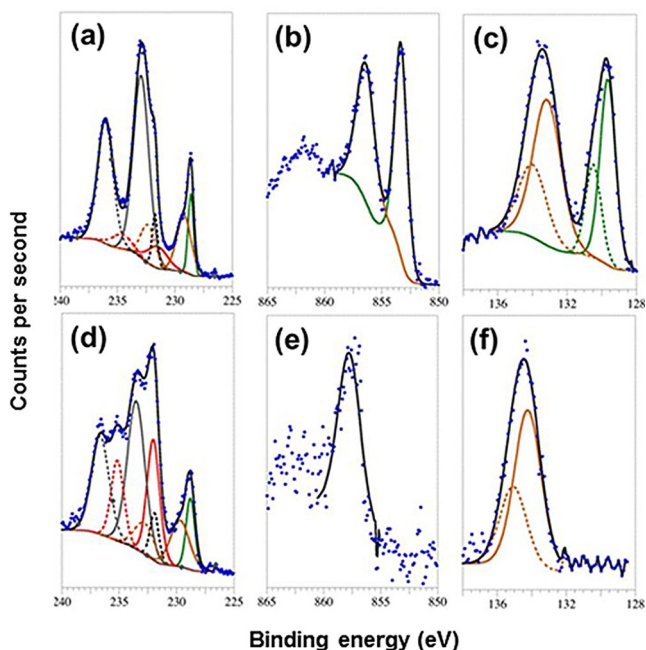 (a) (b) (c)
240 235 230 225 865 860 855 850 136 132 128
(d) (e) (f)
240 235 230 225 865 860 855 850 136 132 128
Counts per second
Binding energy (eV)